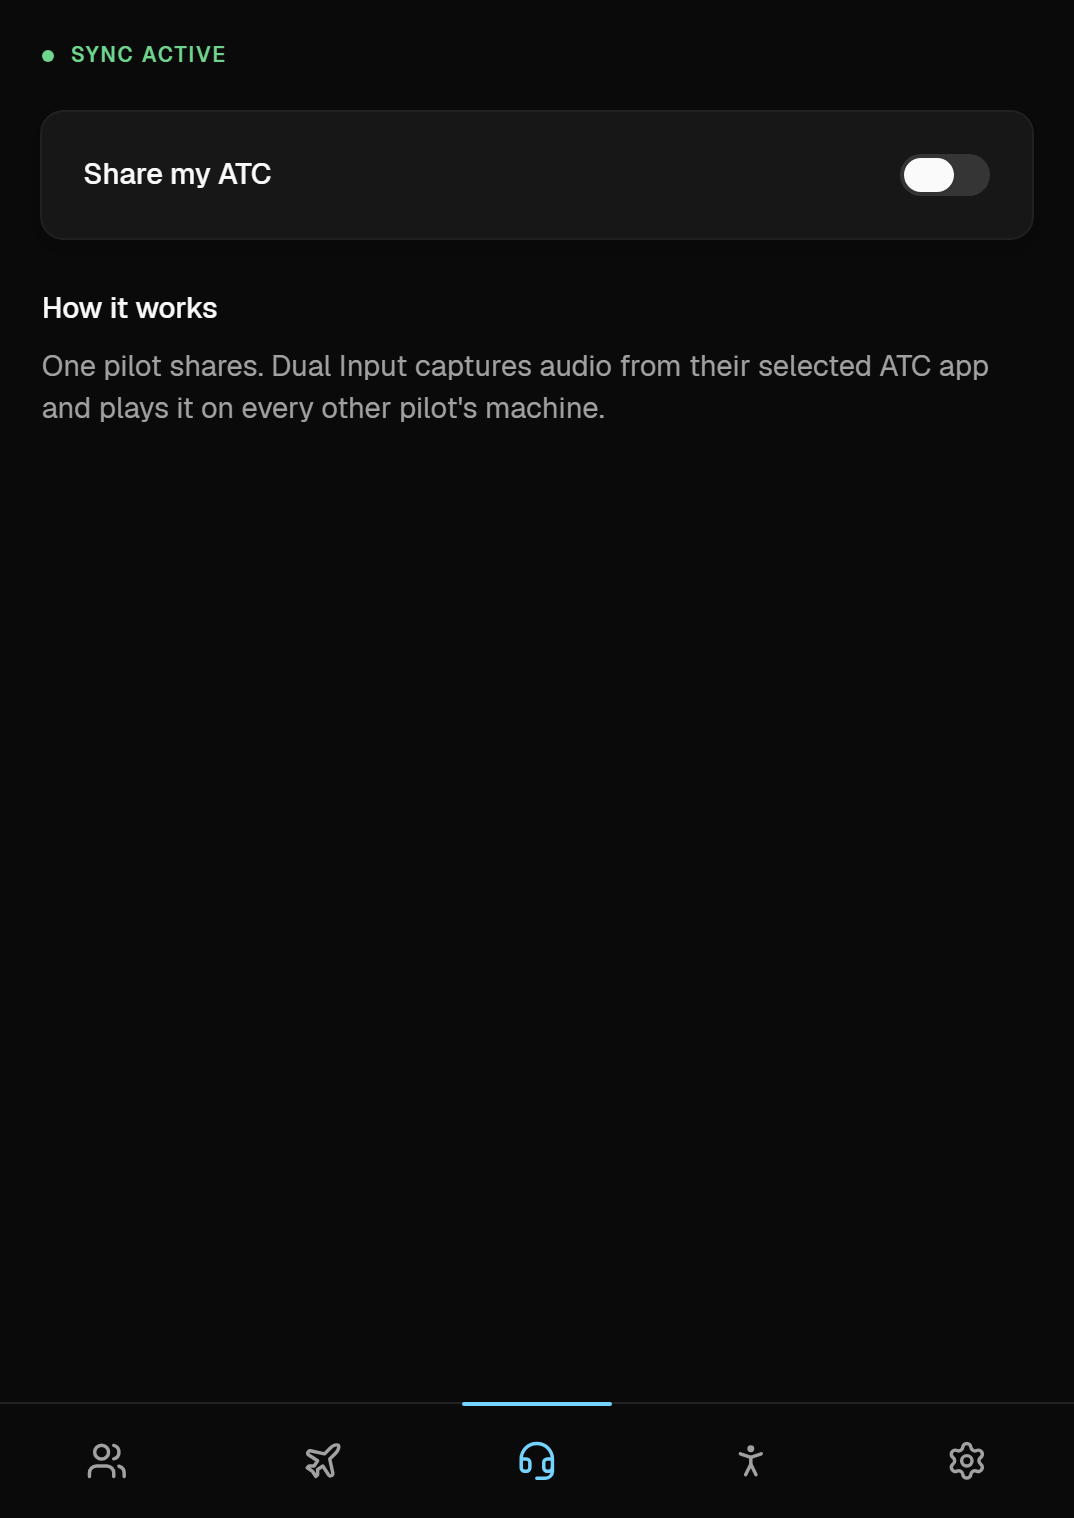 SYNC ACTIVE
Share my ATC
How it works
One pilot shares. Dual Input captures audio from their selected ATC app
and plays it on every other pilot's machine.